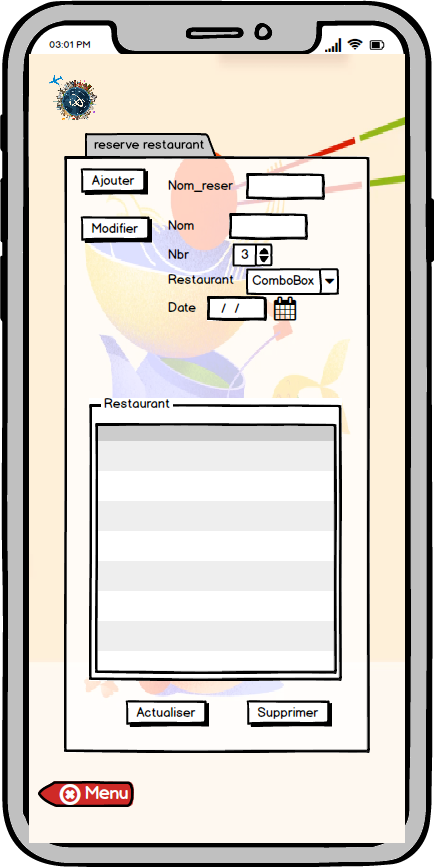 03:01 PM
reserve restaurant
Ajouter
Nom_reser
Modifier
Nom
Nbr
3
Restaurant
ComboBox
Date
/ /
Restaurant
Actualiser
Supprimer
Menu